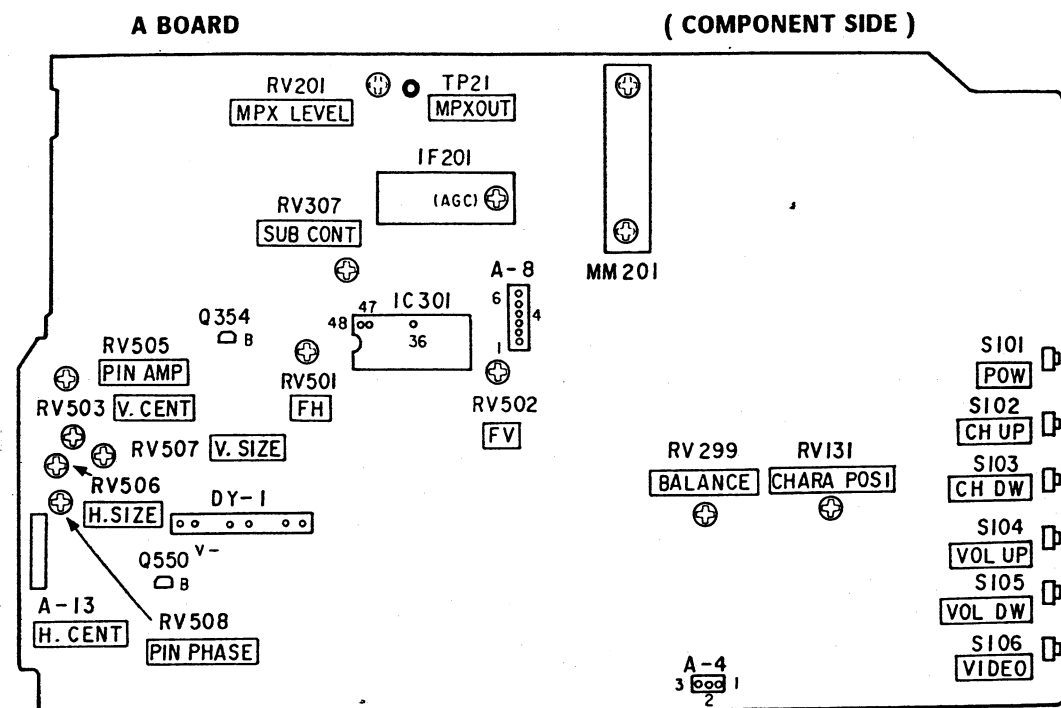 A BOARD
( COMPONENT SIDE )
RV201
MPX LEVEL
TP21
MPXOUT
IF201
(AGC)
RV307
SUB CONT
MM201
A-8
6
4
1
IC301
47
48
36
Q354
B
RV505
PIN AMP
RV501
FH
RV502
FV
RV503 V. CENT
RV507 V. SIZE
RV506
H.SIZE
DY-1
V-
Q550
B
A-13
H. CENT
RV508
PIN PHASE
RV299
BALANCE
RV131
CHARA POSI
S101
POW
S102
CH UP
S103
CH DW
S104
VOL UP
S105
VOL DW
S106
VIDEO
A-4
3 1
2